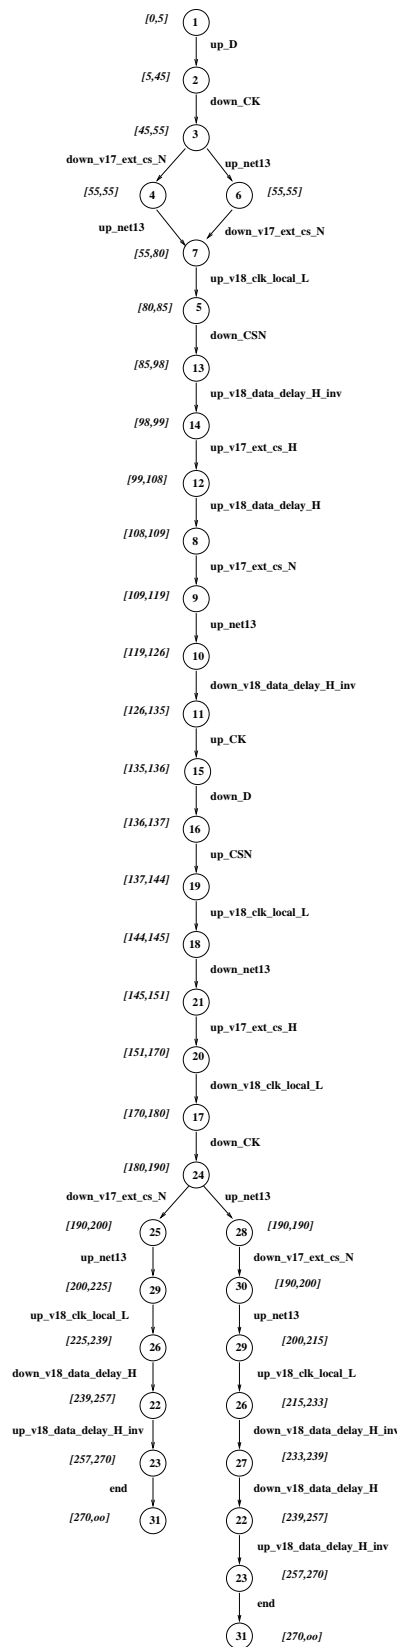 [0,5] 1
up_D
[5,45] 2
down_CK
[45,55] 3
down_v17_ext_cs_N up_net13
[55,55] 4 6 [55,55]
up_net13 down_v17_ext_cs_N
[55,80] 7
up_v18_clk_local_L
[80,85] 5
down_CSN
[85,98] 13
up_v18_data_delay_H_inv
[98,99] 14
up_v17_ext_cs_H
[99,108] 12
up_v18_data_delay_H
[108,109] 8
up_v17_ext_cs_N
[109,119] 9
up_net13
[119,126] 10
down_v18_data_delay_H_inv
[126,135] 11
up_CK
[135,136] 15
down_D
[136,137] 16
up_CSN
[137,144] 19
up_v18_clk_local_L
[144,145] 18
down_net13
[145,151] 21
up_v17_ext_cs_H
[151,170] 20
down_v18_clk_local_L
[170,180] 17
down_CK
[180,190] 24
down_v17_ext_cs_N up_net13
[190,200] 25 28 [190,190]
up_net13 down_v17_ext_cs_N
[200,225] 29 30 [190,200]
up_v18_clk_local_L up_net13
[225,239] 26 29 [200,215]
down_v18_data_delay_H up_v18_clk_local_L
[239,257] 22 26 [215,233]
up_v18_data_delay_H_inv down_v18_data_delay_H_inv
[257,270] 23 27 [233,239]
end down_v18_data_delay_H
[270,oo] 31 22 [239,257]
up_v18_data_delay_H_inv
23 [257,270]
end
31 [270,oo]